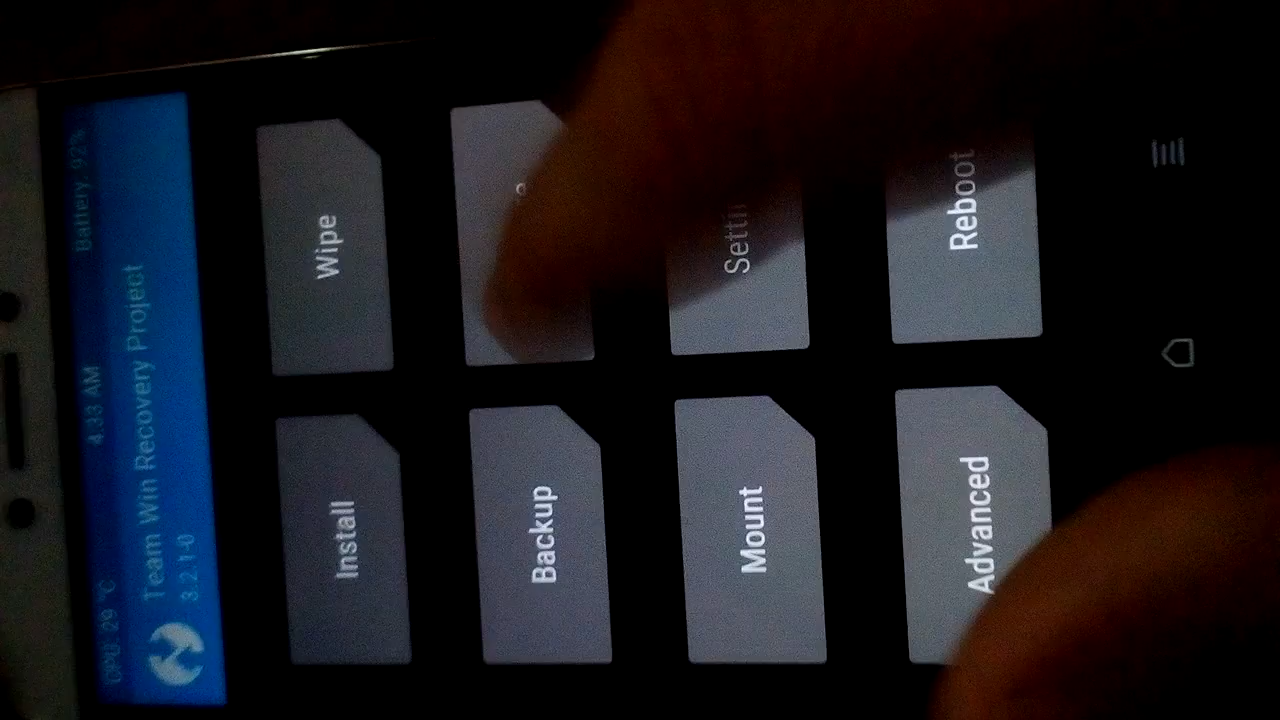 CPU: 29 °C 4:33 AM Battery: 92%
Team Win Recovery Project
3.2.1-0
Install Wipe
Backup
Mount Setti
Advanced Reboot